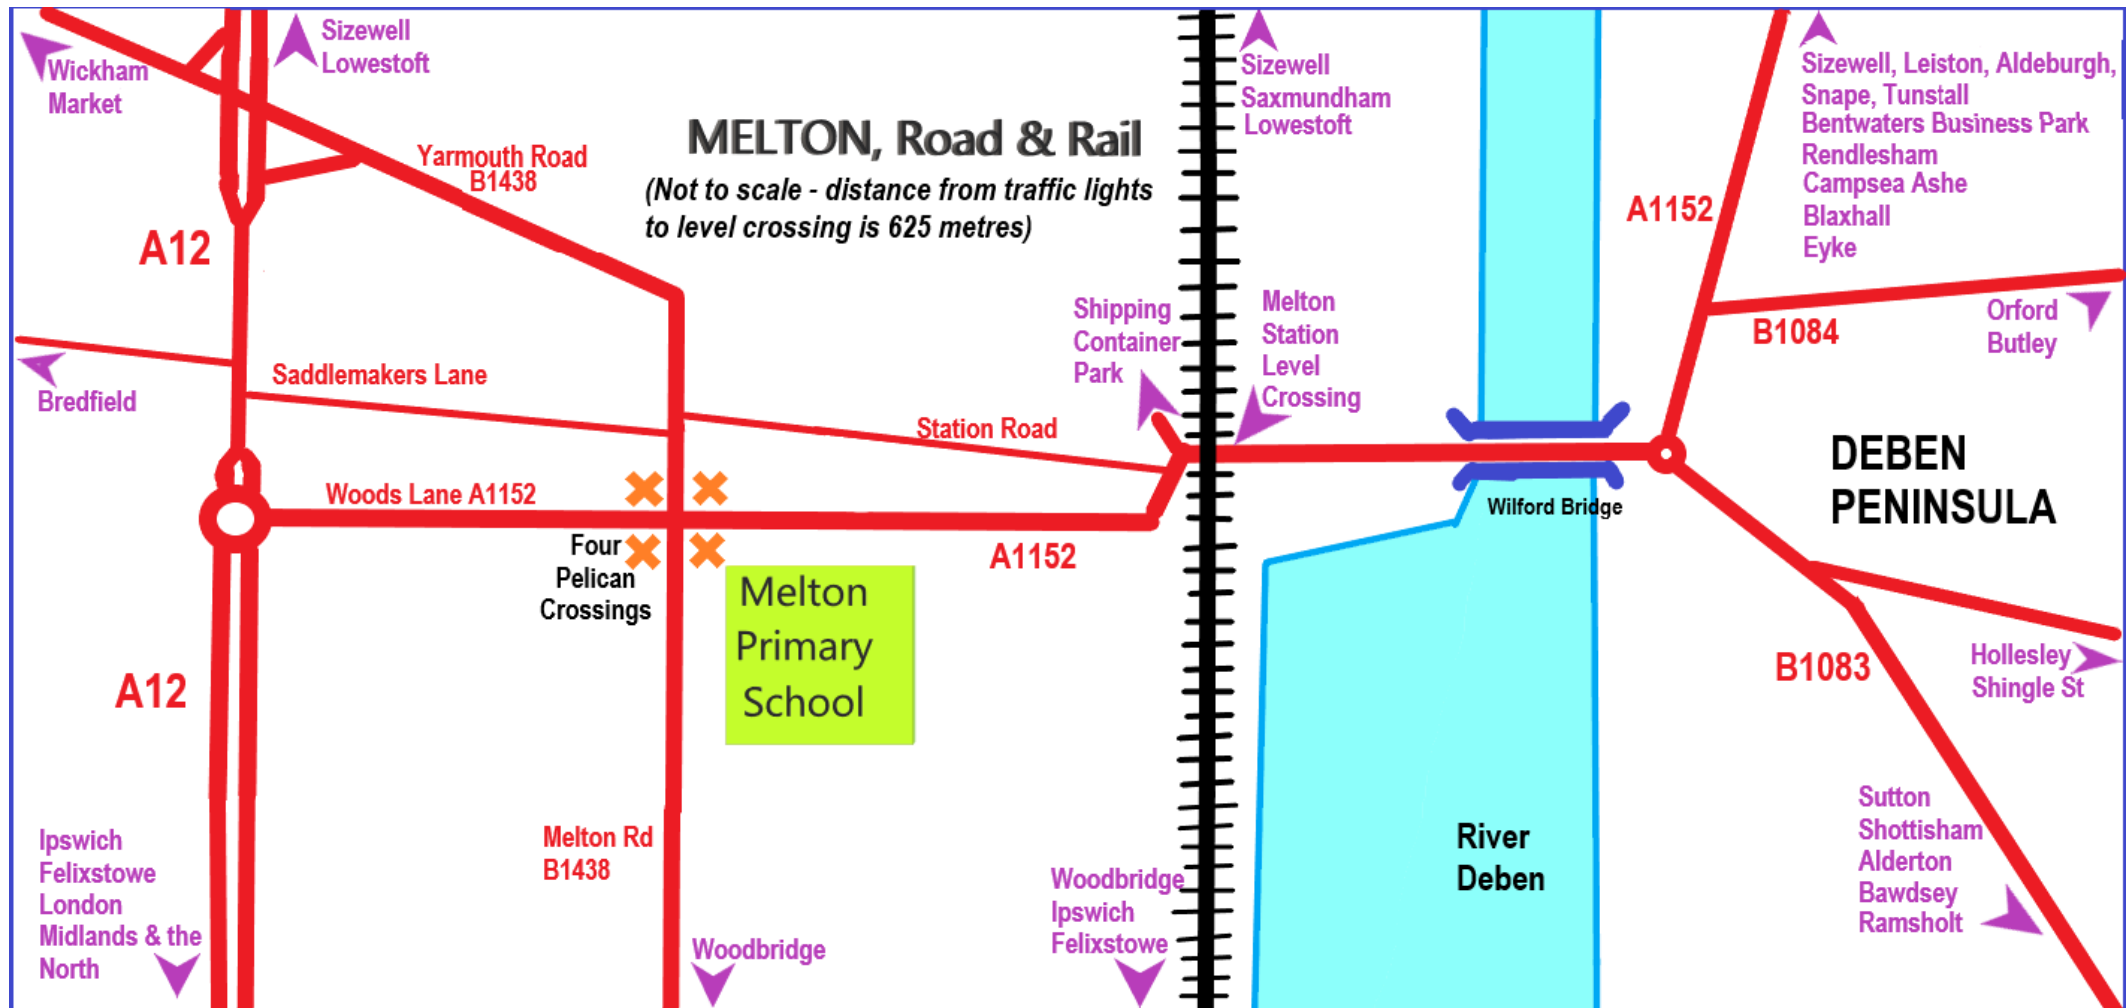 Wickham
Market
Sizewell
Lowestoft
Yarmouth Road
B1438
MELTON, Road & Rail
(Not to scale - distance from traffic lights
to level crossing is 625 metres)
Sizewell
Saxmundham
Lowestoft
Sizewell, Leiston, Aldeburgh,
Snape, Tunstall
Bentwaters Business Park
Rendlesham
Campsea Ashe
Blaxhall
Eyke
A12
A1152
Bredfield
Saddlemakers Lane
Station Road
Shipping
Container
Park
Melton
Station
Level
Crossing
B1084
Orford
Butley
Woods Lane A1152
Four
Pelican
Crossings
A1152
Wilford Bridge
DEBEN
PENINSULA
Melton
Primary
School
A12
B1083
Hollesley
Shingle St
Ipswich
Felixstowe
London
Midlands & the
North
Melton Rd
B1438
Woodbridge
Woodbridge
Ipswich
Felixstowe
River
Deben
Sutton
Shottisham
Alderton
Bawdsey
Ramsholt